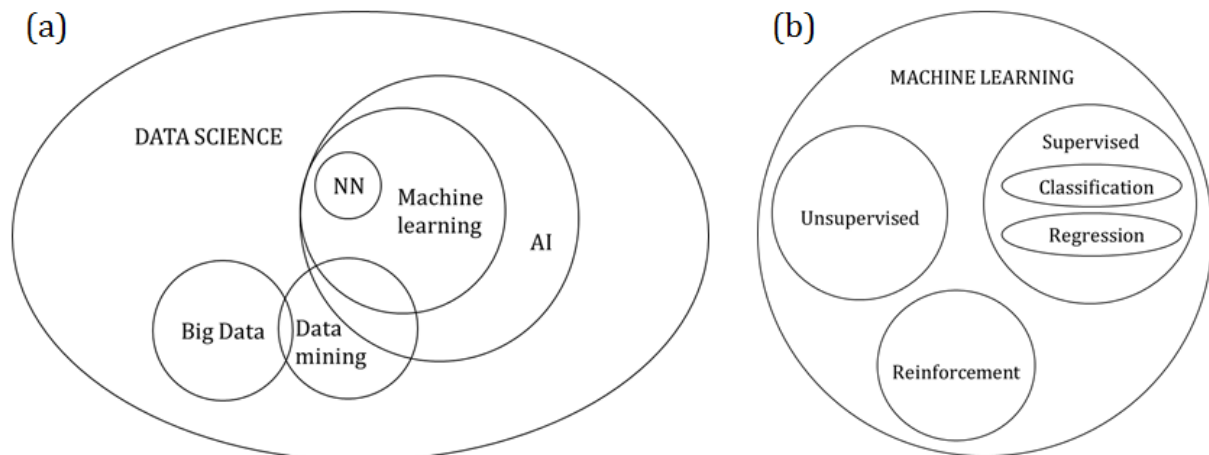 (a)
DATA SCIENCE
NN
Machine
learning
AI
Big Data
Data
mining
(b)
MACHINE LEARNING
Supervised
Classification
Regression
Unsupervised
Reinforcement